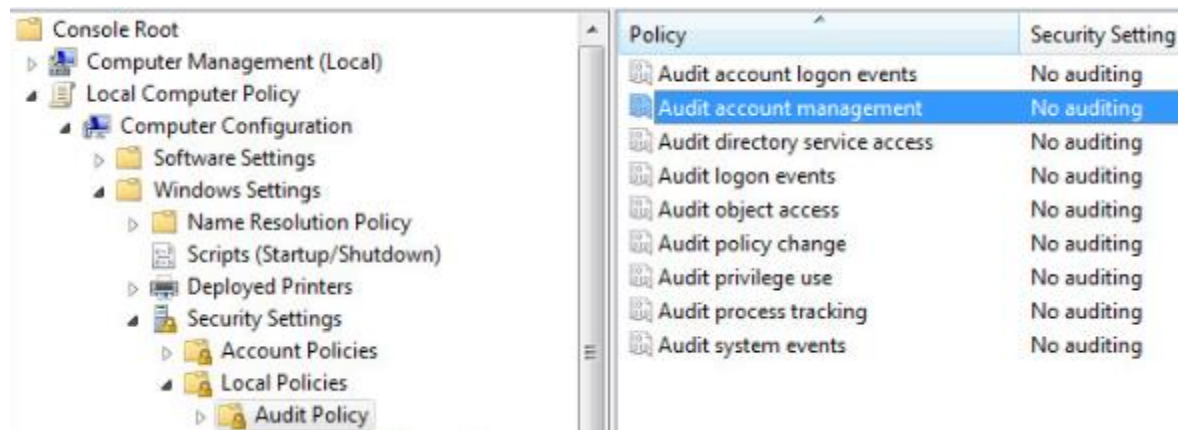 Console Root
Computer Management (Local)
Local Computer Policy
Computer Configuration
Software Settings
Windows Settings
Name Resolution Policy
Scripts (Startup/Shutdown)
Deployed Printers
Security Settings
Account Policies
Local Policies
Audit Policy
Policy Security Setting
Audit account logon events No auditing
Audit account management No auditing
Audit directory service access No auditing
Audit logon events No auditing
Audit object access No auditing
Audit policy change No auditing
Audit privilege use No auditing
Audit process tracking No auditing
Audit system events No auditing